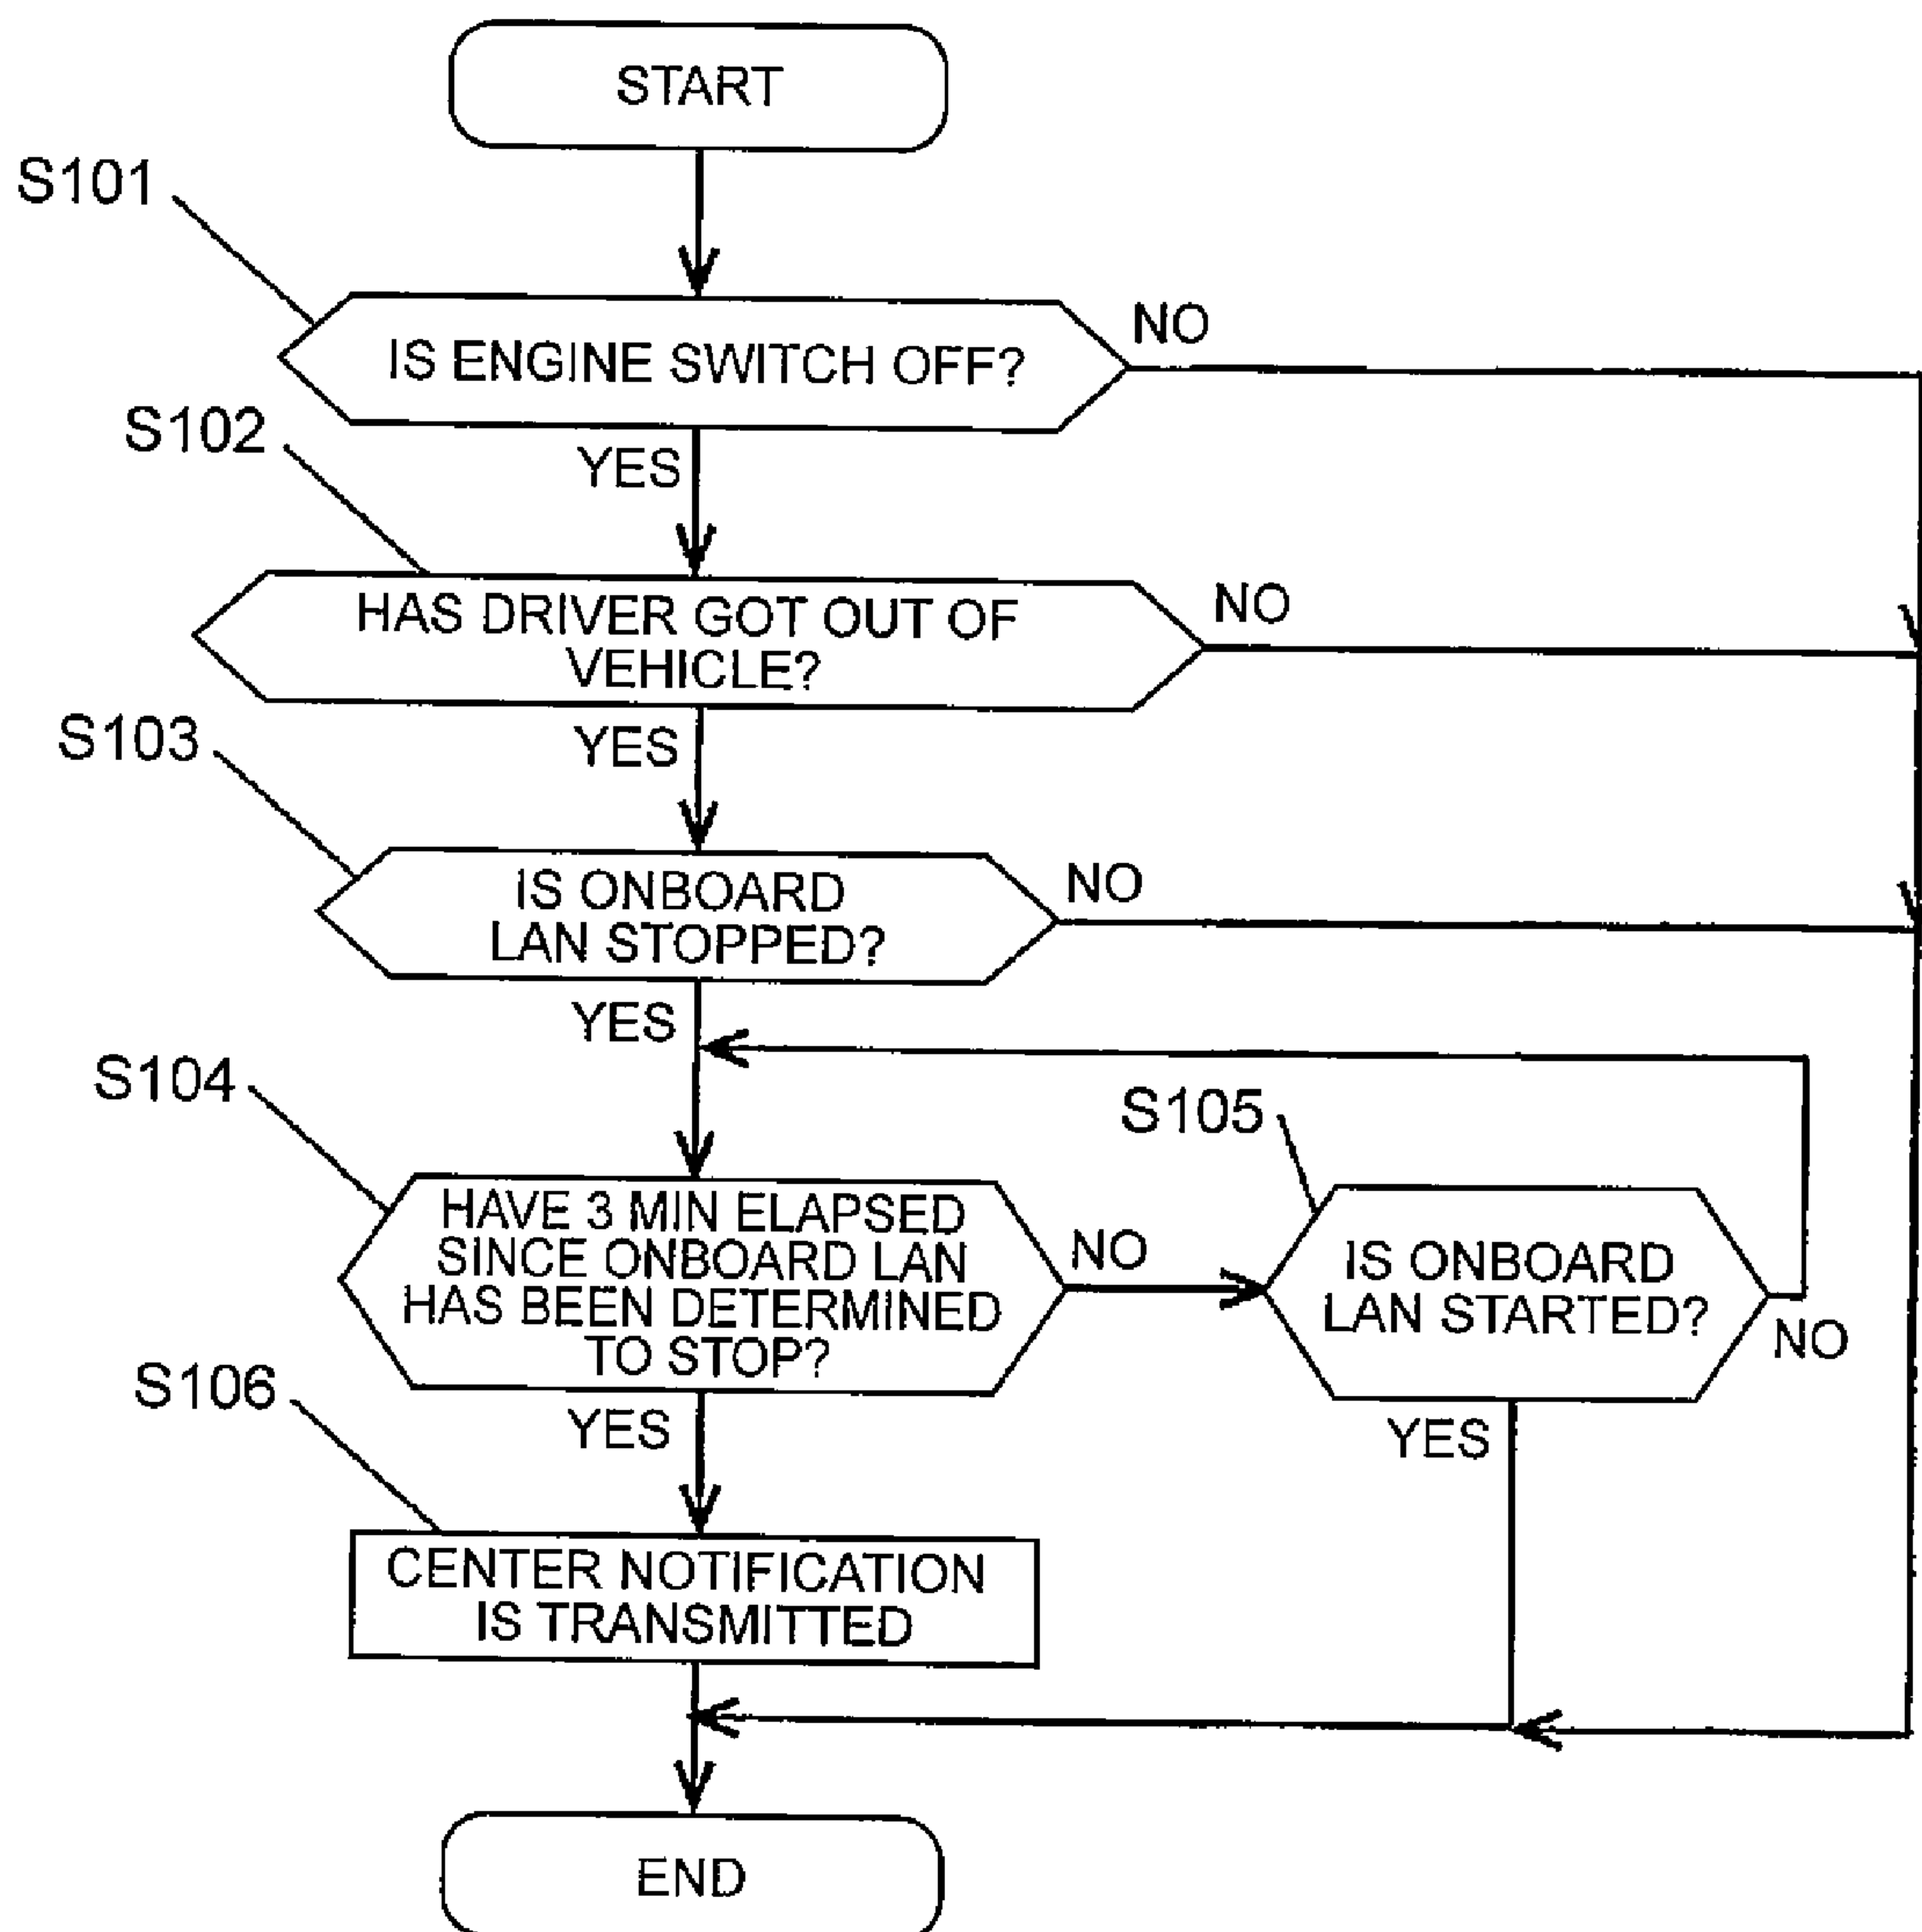 START
S101
IS ENGINE SWITCH OFF?
NO
YES
S102
HAS DRIVER GOT OUT OF
VEHICLE?
NO
YES
S103
IS ONBOARD
LAN STOPPED?
NO
YES
S104
HAVE 3 MIN ELAPSED
SINCE ONBOARD LAN
HAS BEEN DETERMINED
TO STOP?
NO
S105
IS ONBOARD
LAN STARTED?
NO
YES
YES
S106
CENTER NOTIFICATION
IS TRANSMITTED
END